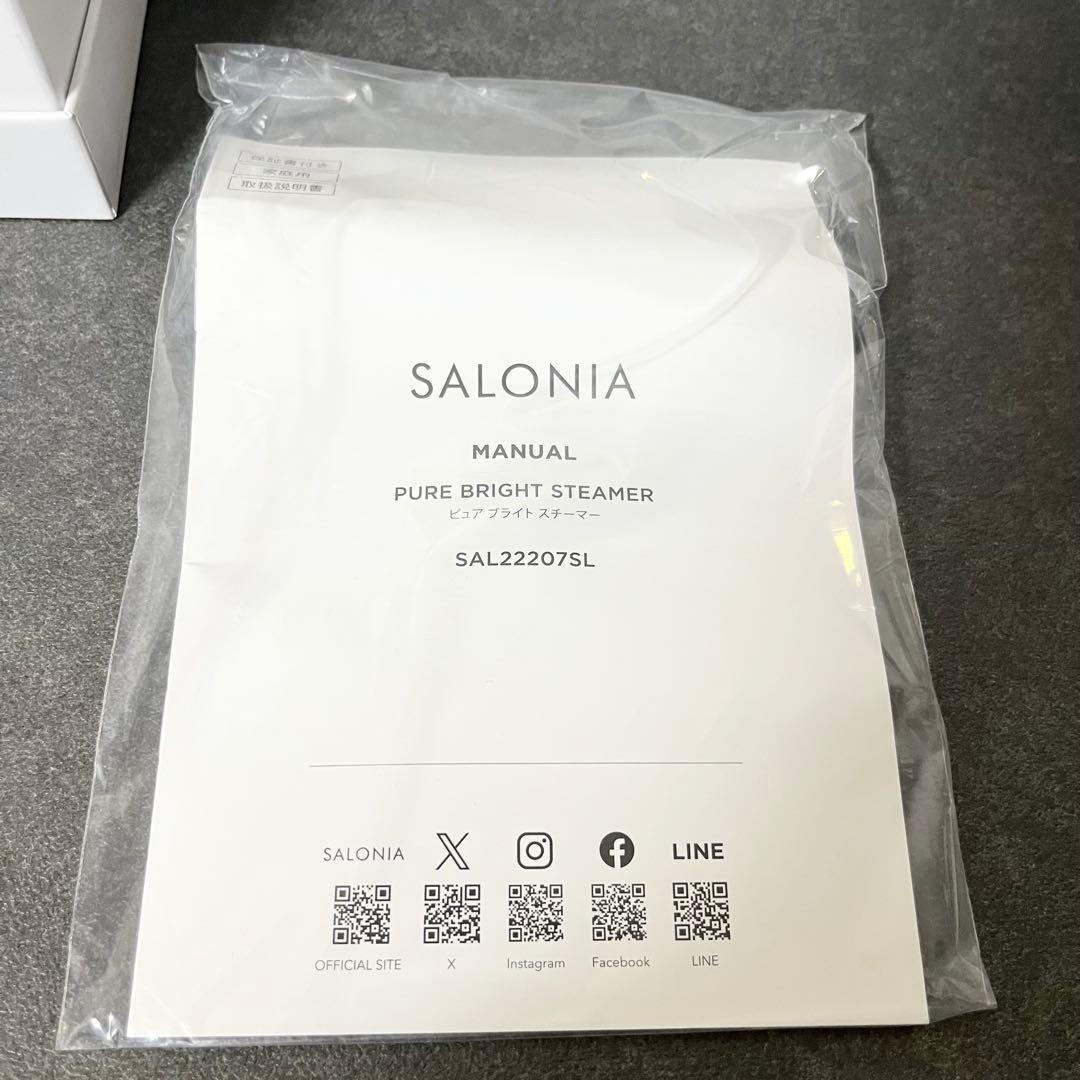 保証書付き
家庭用
取扱説明書
SALONIA
MANUAL
PURE BRIGHT STEAMER
ピュア ブライト スチーマー
SAL22207SL
SALONIA
LINE
OFFICIAL SITE
X
Instagram
Facebook
LINE